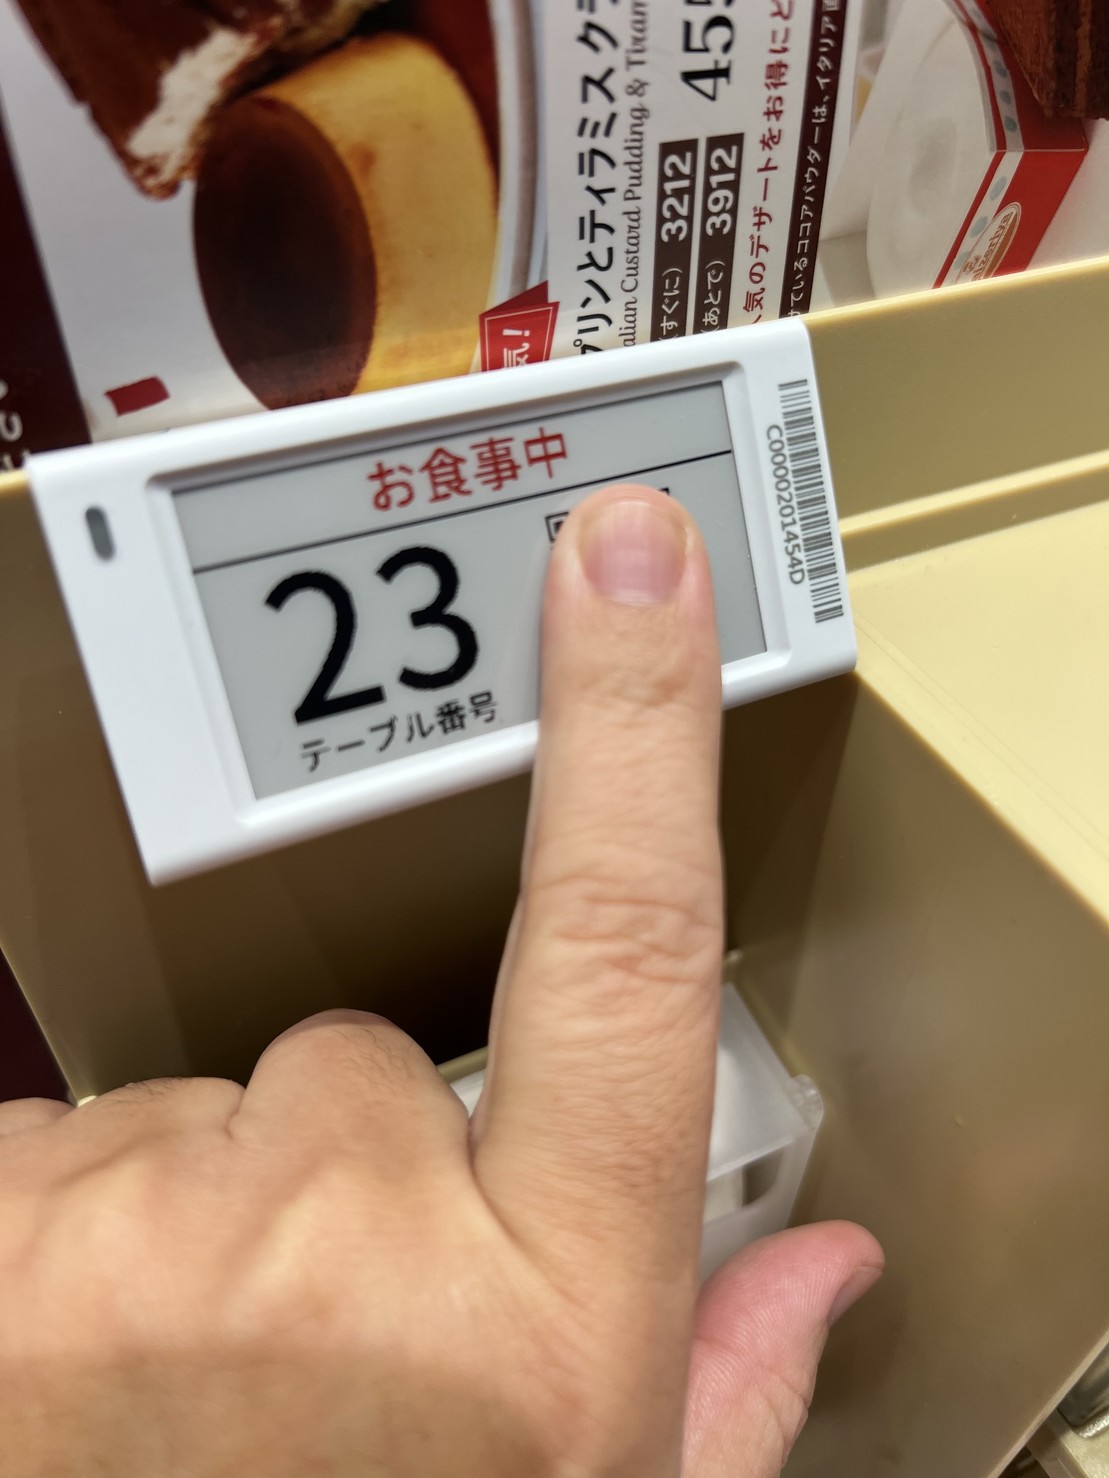 プリンとティラミス
Italian Custard Pudding &
(すぐに) 3212
(あとで) 3912
45
人気のデザートをお得に
ているココアパウダーは、イタリア
気!
お食事中
23
テーブル番号
C0000201454D